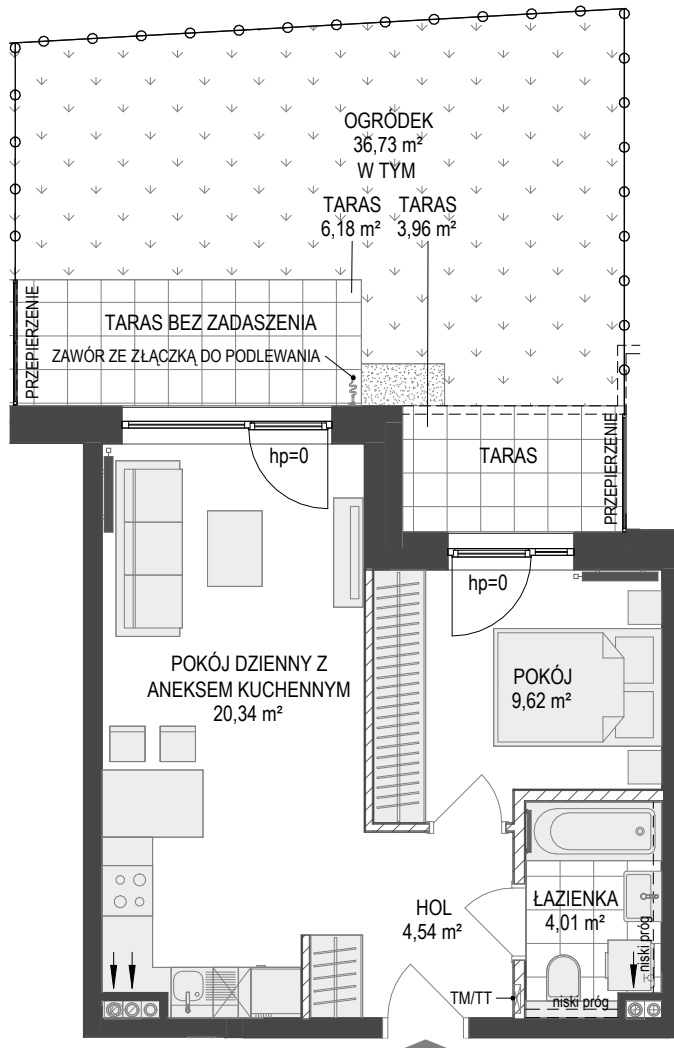 OGRÓDEK
36,73 m²
W TYM
TARAS
6,18 m²
TARAS
3,96 m²
PRZEPIERZENIE
TARAS BEZ ZADASZENIA
ZAWÓR ZE ZŁĄCZKĄ DO PODLEWANIA
hp=0
TARAS
PRZEPIERZENIE
hp=0
POKÓJ DZIENNY Z
ANEKSEM KUCHENNYM
20,34 m²
POKÓJ
9,62 m²
HOL
4,54 m²
ŁAZIENKA
4,01 m²
niski próg
TM/TT
niski próg